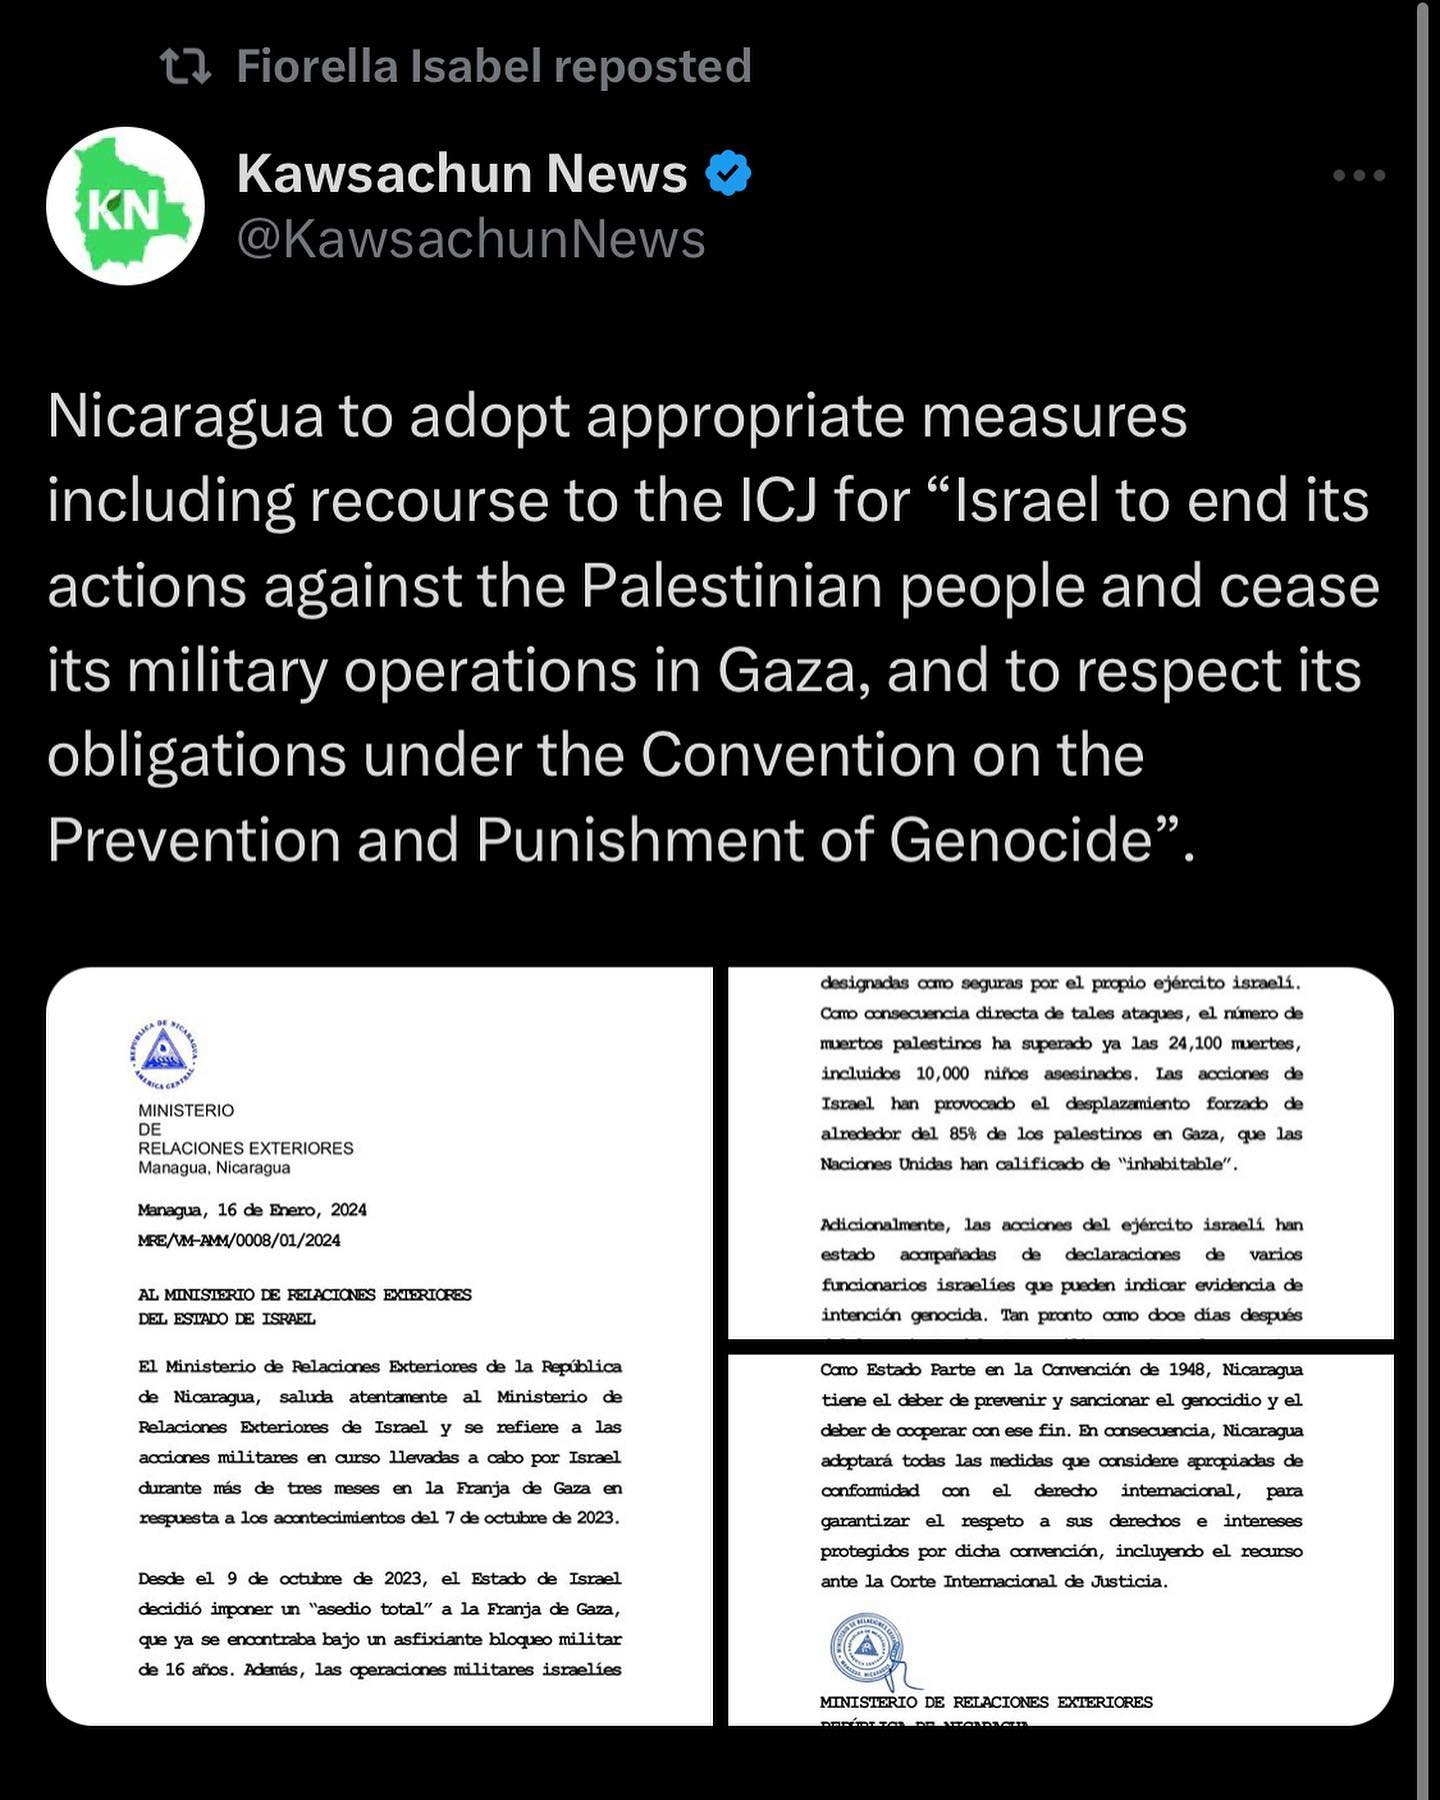 Fiorella Isabel reposted
KN
Kawsachun News
@KawsachunNews
Nicaragua to adopt appropriate measures
including recourse to the ICJ for “Israel to end its
actions against the Palestinian people and cease
its military operations in Gaza, and to respect its
obligations under the Convention on the
Prevention and Punishment of Genocide”.
REPUBLICA DE NICARAGUA
AMERICA CENTRAL
MINISTERIO
DE
RELACIONES EXTERIORES
Managua, Nicaragua
Managua, 16 de Enero, 2024
MRE/VM-AMM/0008/01/2024
AL MINISTERIO DE RELACIONES EXTERIORES
DEL ESTADO DE ISRAEL
El Ministerio de Relaciones Exteriores de la República
de Nicaragua, saluda atentamente al Ministerio de
Relaciones Exteriores de Israel y se refiere a las
acciones militares en curso llevadas a cabo por Israel
durante más de tres meses en la Franja de Gaza en
respuesta a los acontecimientos del 7 de octubre de 2023.
Desde el 9 de octubre de 2023, el Estado de Israel
decidió imponer un “asedio total” a la Franja de Gaza,
que ya se encontraba bajo un asfixiante bloqueo militar
de 16 años. Además, las operaciones militares israelíes
designadas como seguras por el propio ejército israelí.
Como consecuencia directa de tales ataques, el número de
muertos palestinos ha superado ya las 24,100 muertes,
incluidos 10,000 niños asesinados. Las acciones de
Israel han provocado el desplazamiento forzado de
alrededor del 85% de los palestinos en Gaza, que las
Naciones Unidas han calificado de “inhabitable”.
Adicionalmente, las acciones del ejército israelí han
estado acompañadas de declaraciones de varios
funcionarios israelíes que pueden indicar evidencia de
intención genocida. Tan pronto como doce días después
Como Estado Parte en la Convención de 1948, Nicaragua
tiene el deber de prevenir y sancionar el genocidio y el
deber de cooperar con ese fin. En consecuencia, Nicaragua
adoptará todas las medidas que considere apropiadas de
conformidad con el derecho internacional, para
garantizar el respeto a sus derechos e intereses
protegidos por dicha convención, incluyendo el recurso
ante la Corte Internacional de Justicia.
MINISTERIO DE RELACIONES EXTERIORES
REPÚBLICA DE NICARAGUA